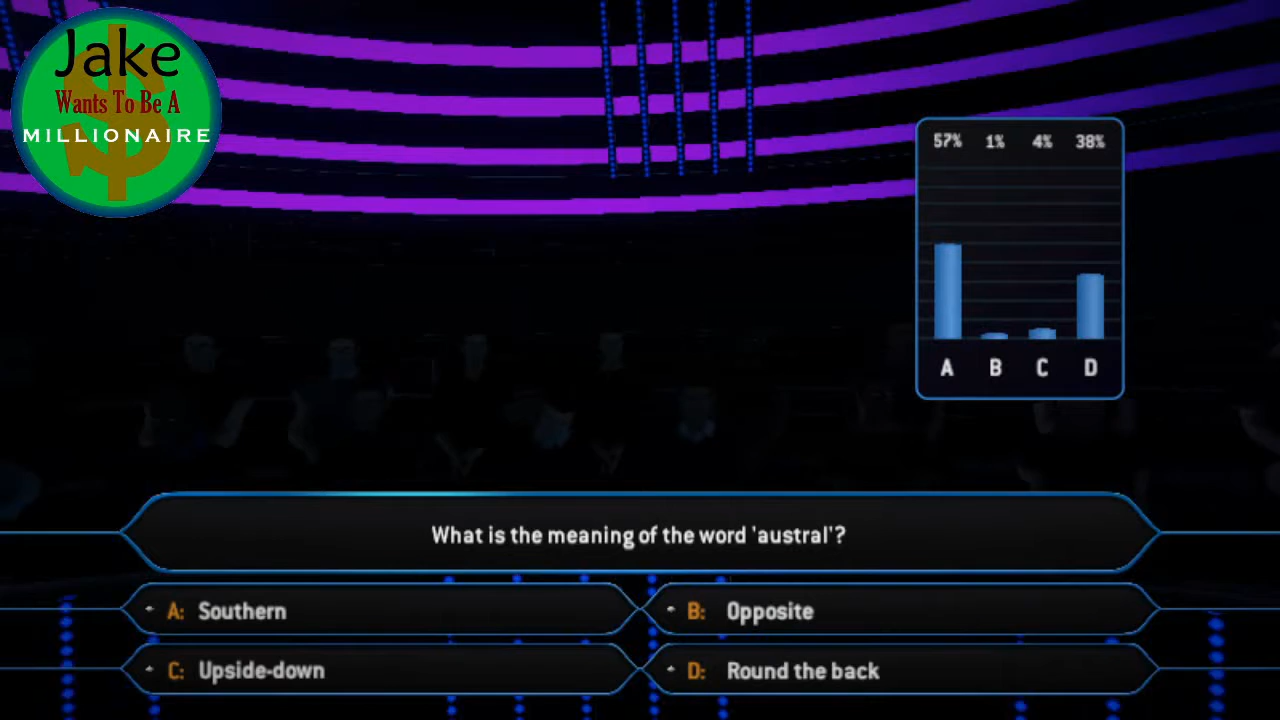 Jake
Wants To Be A
MILLIONAIRE
57% 1% 4% 38%
A B C D
What is the meaning of the word 'austral'?
A: Southern
B: Opposite
C: Upside-down
D: Round the back